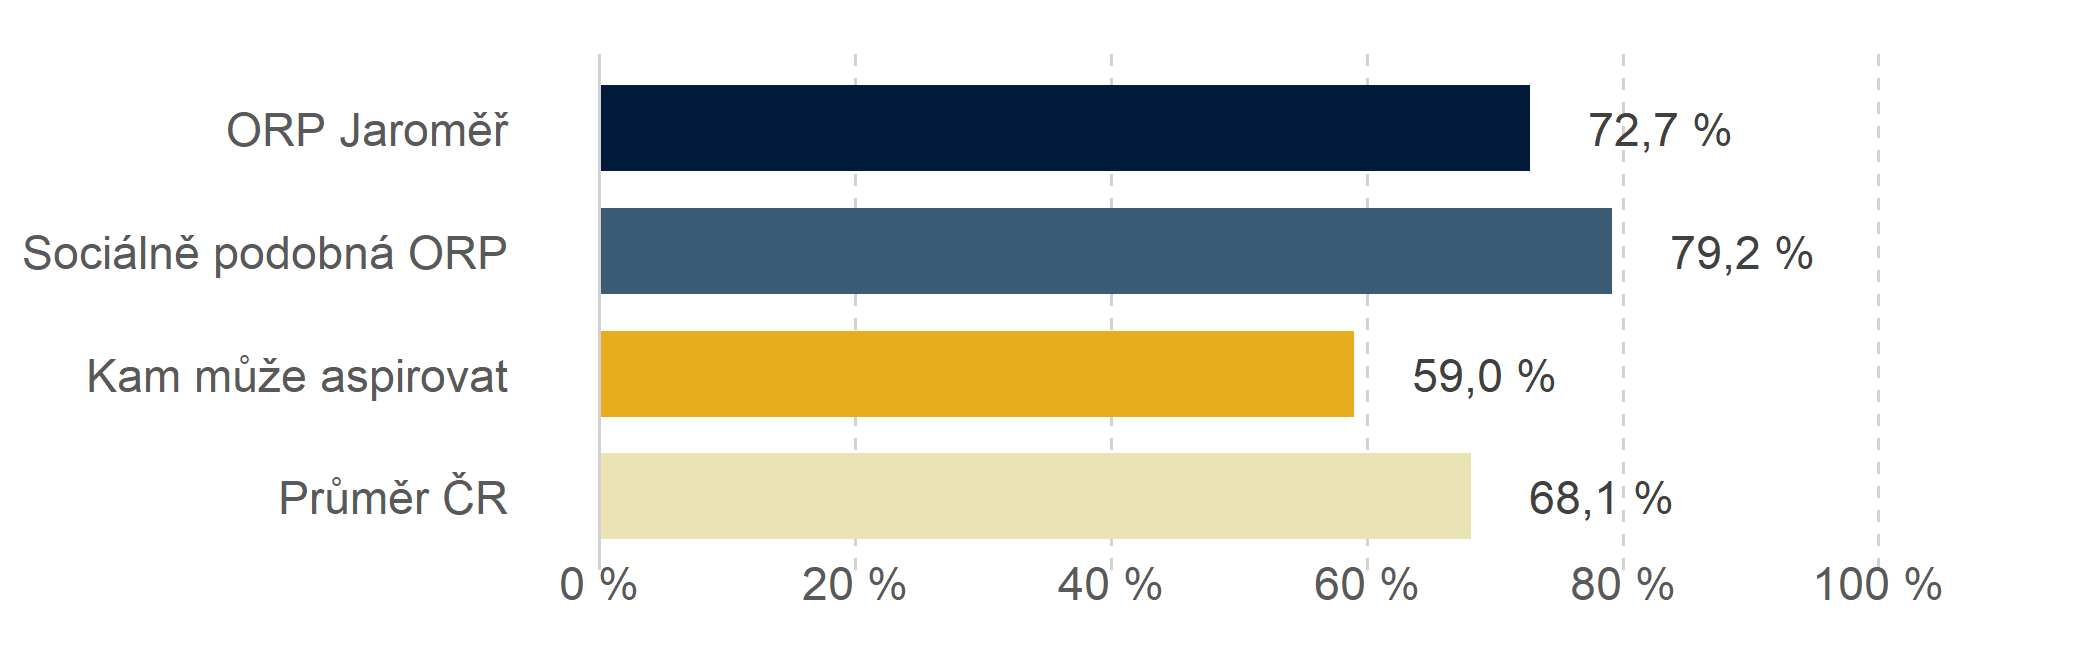 ORP Jaroměř
72,7 %
Sociálně podobná ORP
79,2 %
Kam může aspirovat
59,0 %
Průměr ČR
68,1 %
0 %
20 %
40 %
60 %
80 %
100 %